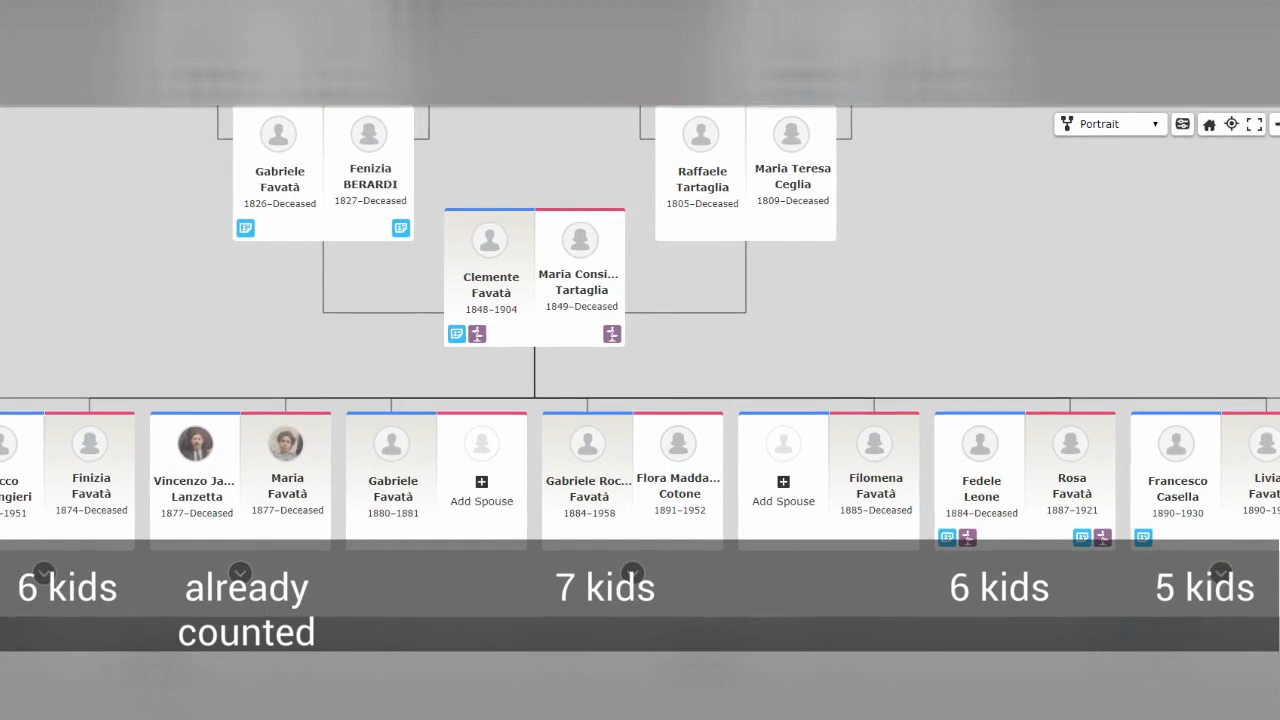 Gabriele
Favatà
1826–Deceased
Fenizia
BERARDI
1827–Deceased
Raffaele
Tartaglia
1805–Deceased
Maria Teresa
Ceglia
1809–Deceased
Portrait
Clemente
Favatà
1848–1904
Maria Consi...
Tartaglia
1849–Deceased
Finizia
Favatà
1874–Deceased
Vincenzo Ja...
Lanzetta
1877–Deceased
Maria
Favatà
1877–Deceased
Gabriele
Favatà
1880–1881
Add Spouse
Gabriele Roc...
Favatà
1884–1958
Flora Madda...
Cotone
1891–1952
Add Spouse
Filomena
Favatà
1885–Deceased
Fedele
Leone
1884–Deceased
Rosa
Favatà
1887–1921
Francesco
Casella
1890–1930
6 kids
already
counted
7 kids
6 kids
5 kids